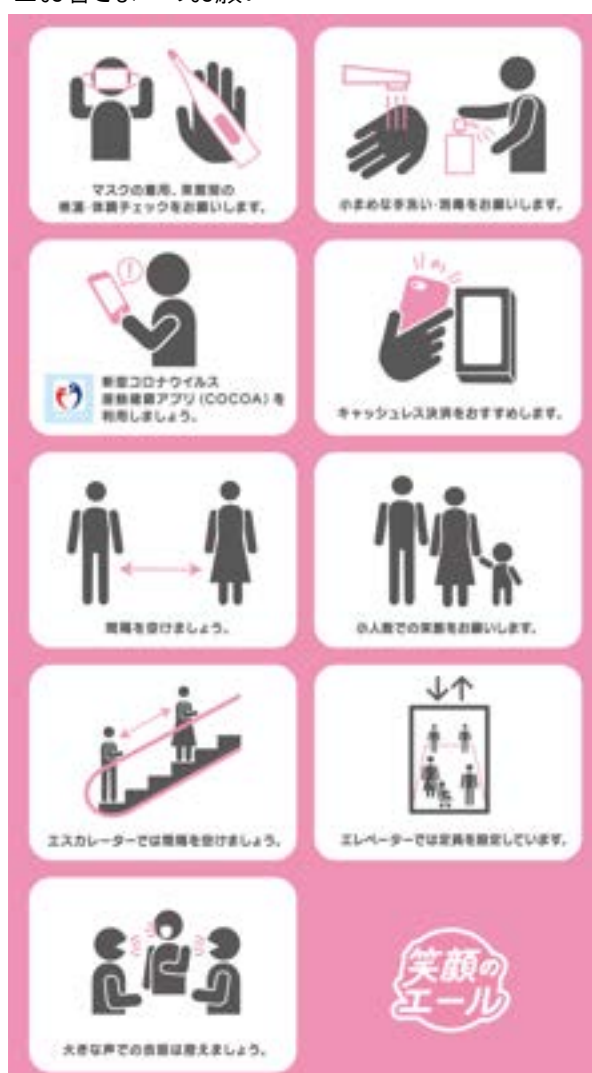 マスクの着用、来館前の
検温・体調チェックをお願いします。
小まめな手洗い・消毒をお願いします。
新型コロナウイルス
接触確認アプリ(COCOA)を
利用しましょう。
キャッシュレス決済をおすすめします。
間隔を空けましょう。
少人数での来館をお願いします。
エスカレーターでは間隔を空けましょう。
エレベーターでは定員を設定しています。
大きな声での会話は控えましょう。
笑顔の
エール